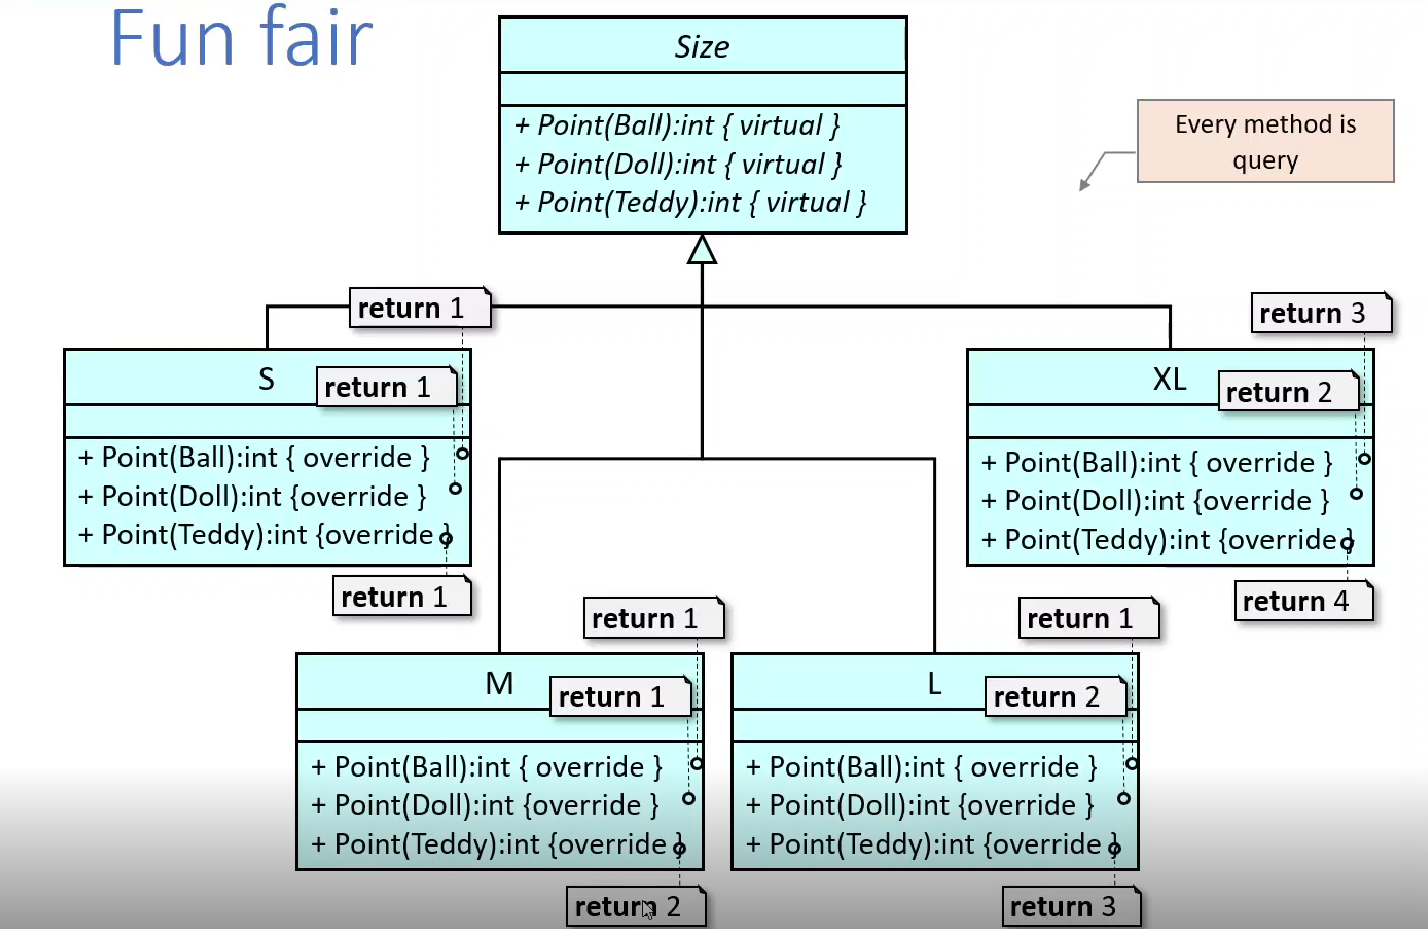 Fun fair
Size
+ Point(Ball):int { virtual }
+ Point(Doll):int { virtual }
+ Point(Teddy):int { virtual }
Every method is
query
return 1
return 1
S
+ Point(Ball):int { override }
+ Point(Doll):int {override }
+ Point(Teddy):int {override }
return 1
return 3
return 2
XL
+ Point(Ball):int { override }
+ Point(Doll):int {override }
+ Point(Teddy):int {override }
return 4
return 1
M
return 1
+ Point(Ball):int { override }
+ Point(Doll):int {override }
+ Point(Teddy):int {override }
return 2
return 1
L
return 2
+ Point(Ball):int { override }
+ Point(Doll):int {override }
+ Point(Teddy):int {override }
return 3